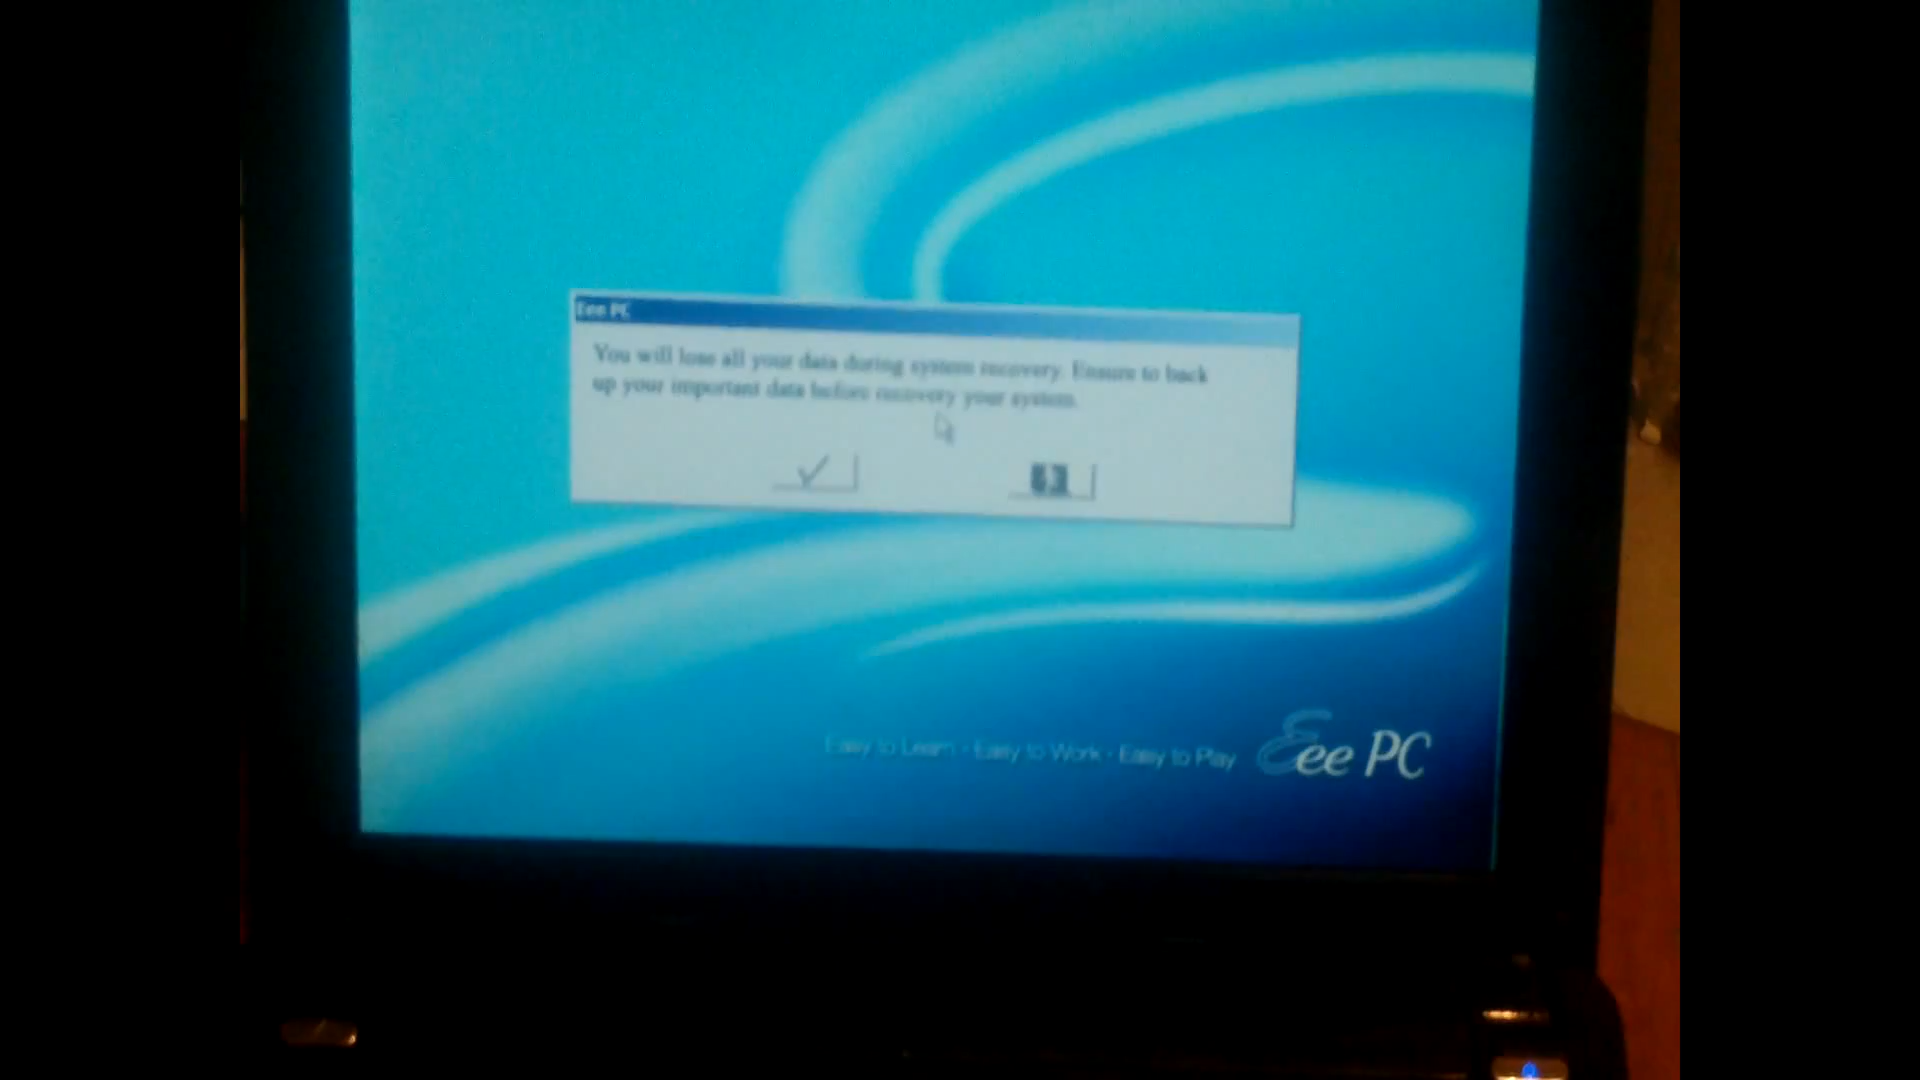 Eee PC
You will lose all your data during system recovery. Ensure to back
up your important data before recovery your system.
Easy to Learn · Easy to Work · Easy to Play
Eee PC